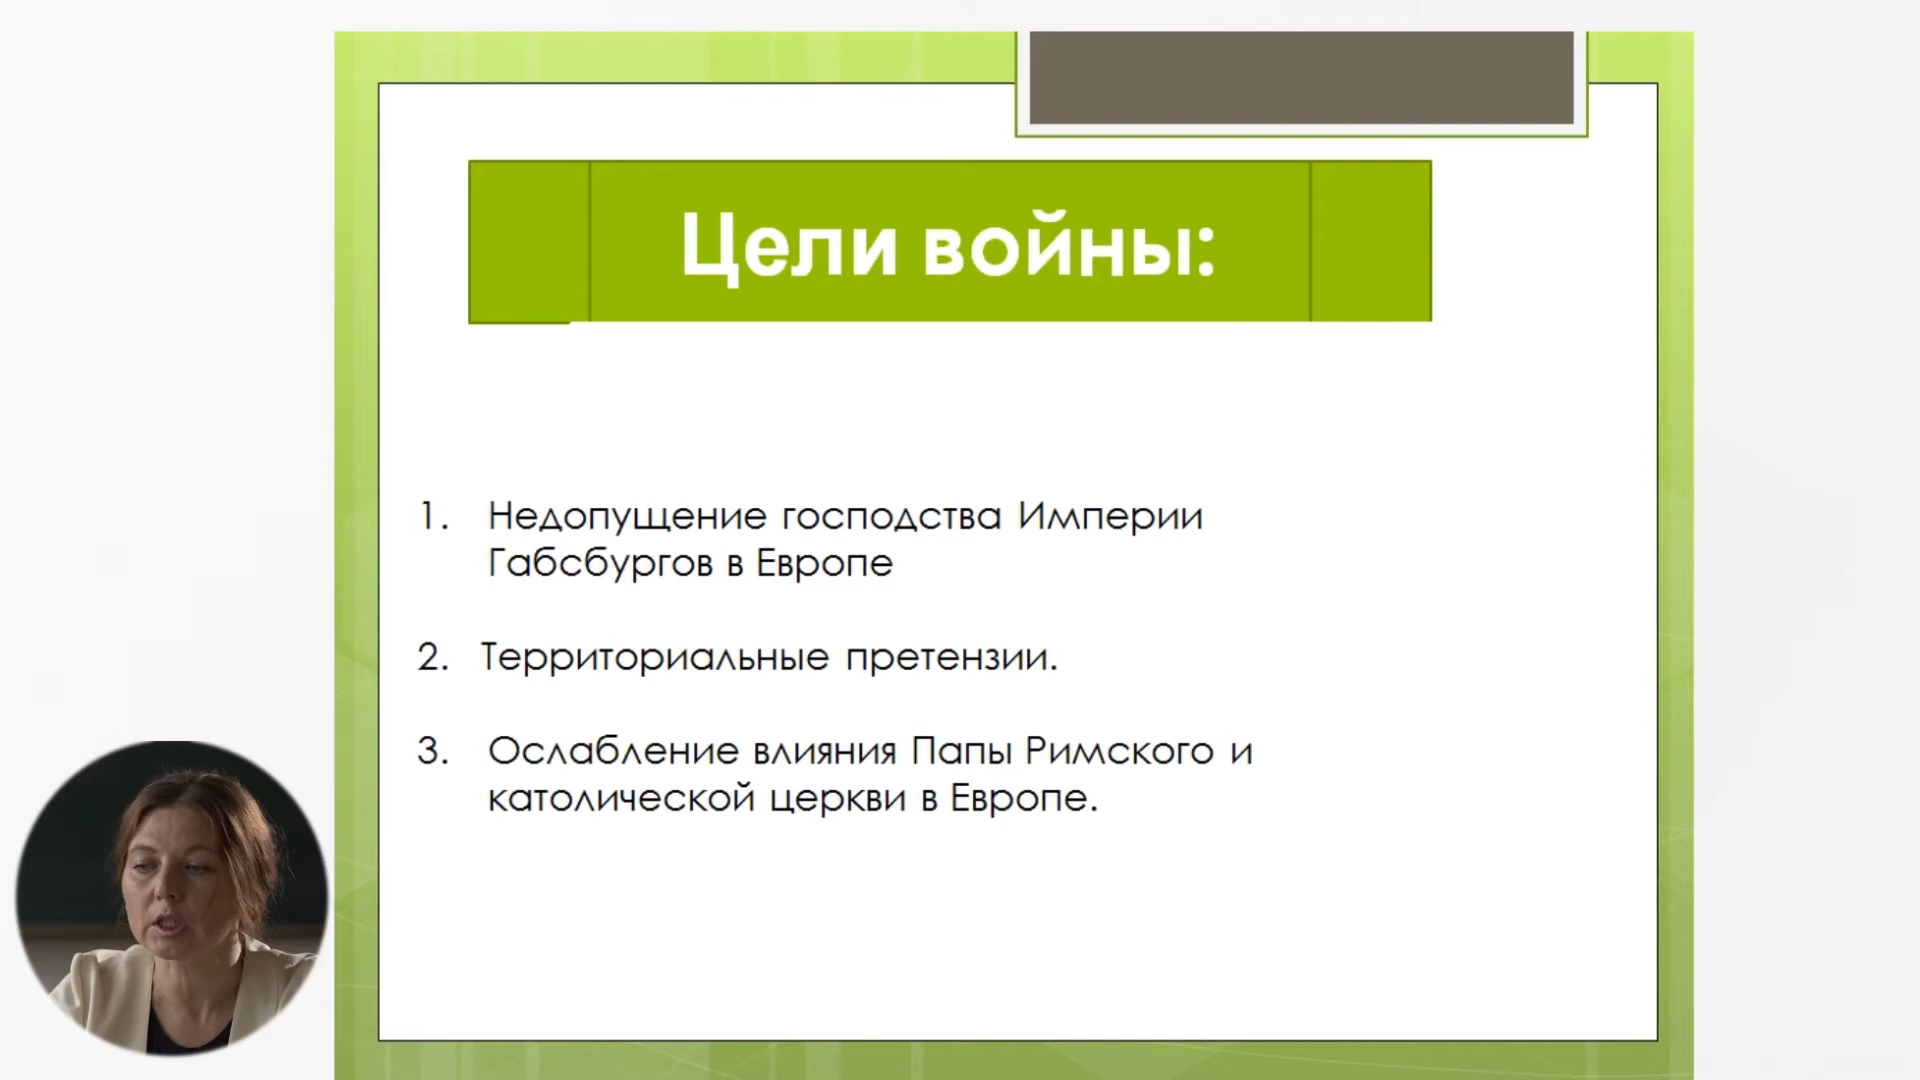 Цели войны:
1. Недопущение господства Империи
Габсбургов в Европе
2. Территориальные претензии.
3. Ослабление влияния Папы Римского и
католической церкви в Европе.